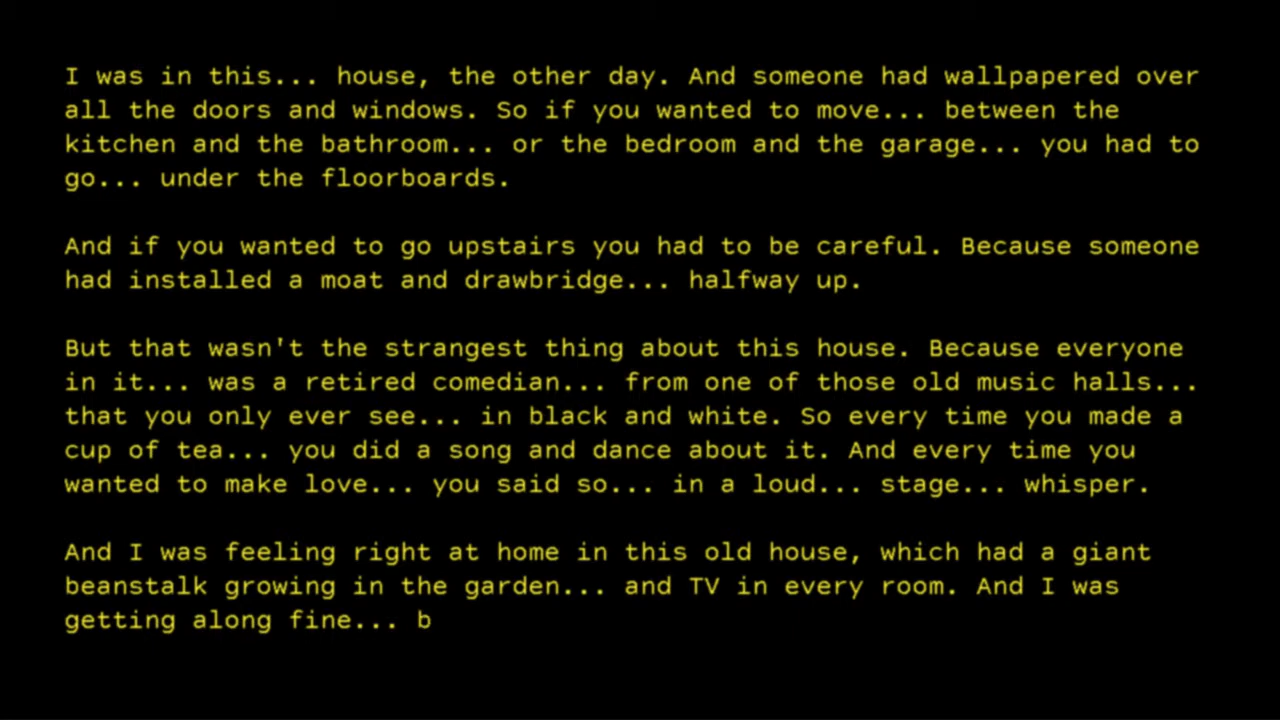 I was in this... house, the other day. And someone had wallpapered over
all the doors and windows. So if you wanted to move... between the
kitchen and the bathroom... or the bedroom and the garage... you had to
go... under the floorboards.
And if you wanted to go upstairs you had to be careful. Because someone
had installed a moat and drawbridge... halfway up.
But that wasn't the strangest thing about this house. Because everyone
in it... was a retired comedian... from one of those old music halls...
that you only ever see... in black and white. So every time you made a
cup of tea... you did a song and dance about it. And every time you
wanted to make love... you said so... in a loud... stage... whisper.
And I was feeling right at home in this old house, which had a giant
beanstalk growing in the garden... and TV in every room. And I was
getting along fine... b